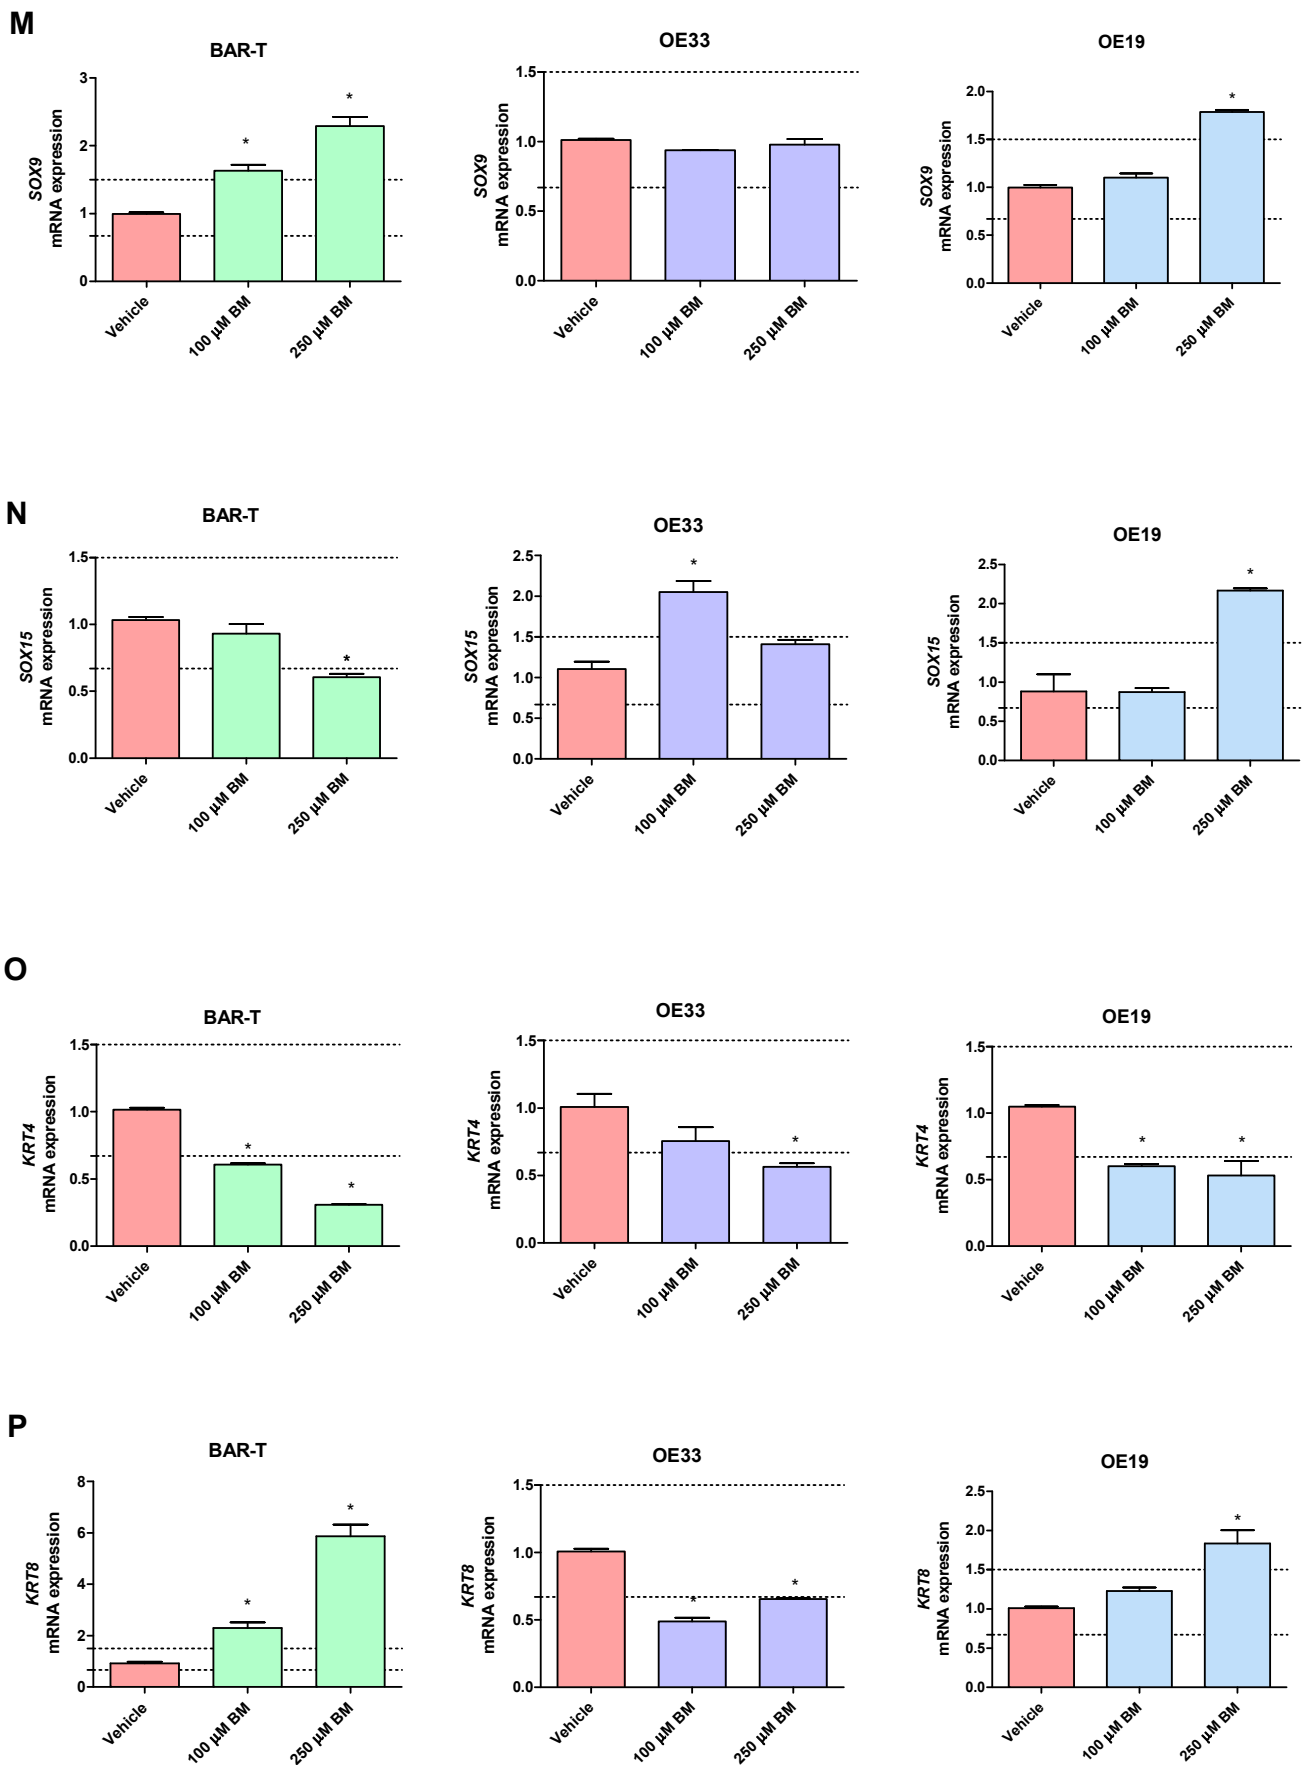 M
BAR-T
SOX9
mRNA expression
3
2
1
0
*
*
Vehicle
100 µM BM
250 µM BM
OE33
SOX9
mRNA expression
1.5
1.0
0.5
0.0
Vehicle
100 µM BM
250 µM BM
OE19
SOX9
mRNA expression
2.0
1.5
1.0
0.5
0.0
*
Vehicle
100 µM BM
250 µM BM
N
BAR-T
SOX15
mRNA expression
1.5
1.0
0.5
0.0
*
Vehicle
100 µM BM
250 µM BM
OE33
SOX15
mRNA expression
2.5
2.0
1.5
1.0
0.5
0.0
*
Vehicle
100 µM BM
250 µM BM
OE19
SOX15
mRNA expression
2.5
2.0
1.5
1.0
0.5
0.0
*
Vehicle
100 µM BM
250 µM BM
O
BAR-T
KRT4
mRNA expression
1.5
1.0
0.5
0.0
*
*
Vehicle
100 µM BM
250 µM BM
OE33
KRT4
mRNA expression
1.5
1.0
0.5
0.0
*
Vehicle
100 µM BM
250 µM BM
OE19
KRT4
mRNA expression
1.5
1.0
0.5
0.0
*
*
Vehicle
100 µM BM
250 µM BM
P
BAR-T
KRT8
mRNA expression
8
6
4
2
0
*
*
Vehicle
100 µM BM
250 µM BM
OE33
KRT8
mRNA expression
1.5
1.0
0.5
0.0
*
*
Vehicle
100 µM BM
250 µM BM
OE19
KRT8
mRNA expression
2.5
2.0
1.5
1.0
0.5
0.0
*
Vehicle
100 µM BM
250 µM BM